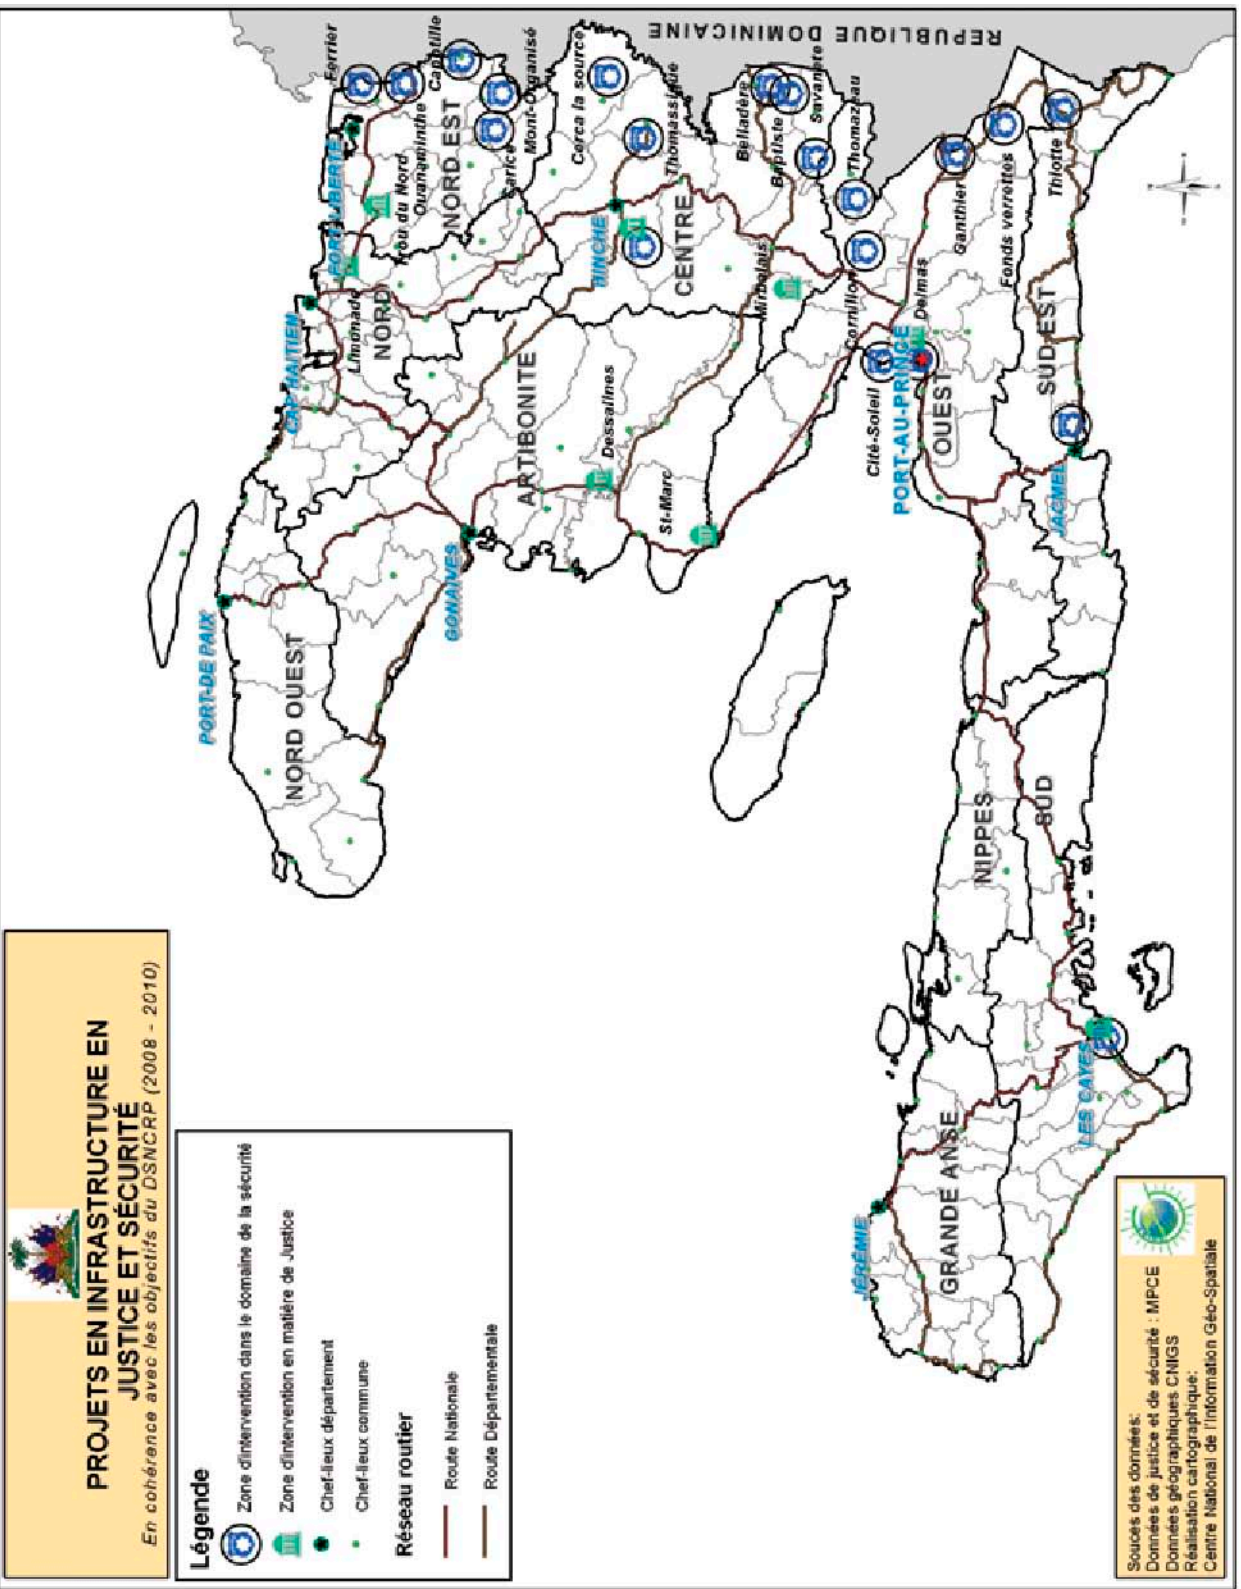 PROJETS EN INFRASTRUCTURE EN
JUSTICE ET SÉCURITÉ
En cohérence avec les objectifs du DSNCRP (2008 - 2010)
Légende
Zone d'intervention dans le domaine de la sécurité
Zone d'intervention en matière de Justice
Chef-lieux département
Chef-lieux commune
Réseau routier
Route Nationale
Route Départementale
PORT-DE PAIX
NORD OUEST
GONAIVES
CAP HAITIEN
Limonade
NORD
FORT-LIBERTE
Ferrier
Trou du Nord
Ouanaminthe
Capotille
NORD EST
Carice
Mont-Organisé
Cerca la source
Thomassique
HINCHE
CENTRE
ARTIBONITE
Dessalines
St-Marc
Belladère
Baptiste
Savanete
Mirbalais
Thomazeau
Cornillon
REPUBLIQUE DOMINICAINE
Cité-Soleil
PORT-AU-PRINCE
Delmas
OUEST
Ganthier
Fonds verrettes
Thiotte
SUD EST
JACMEL
NIPPES
SUD
LES CAYES
GRANDE ANSE
JÉRÉMIE
Souces des données:
Données de justice et de sécurité : MPCE
Données géographiques CNIGS
Réalisation cartographique:
Centre National de l'Information Géo-Spatiale